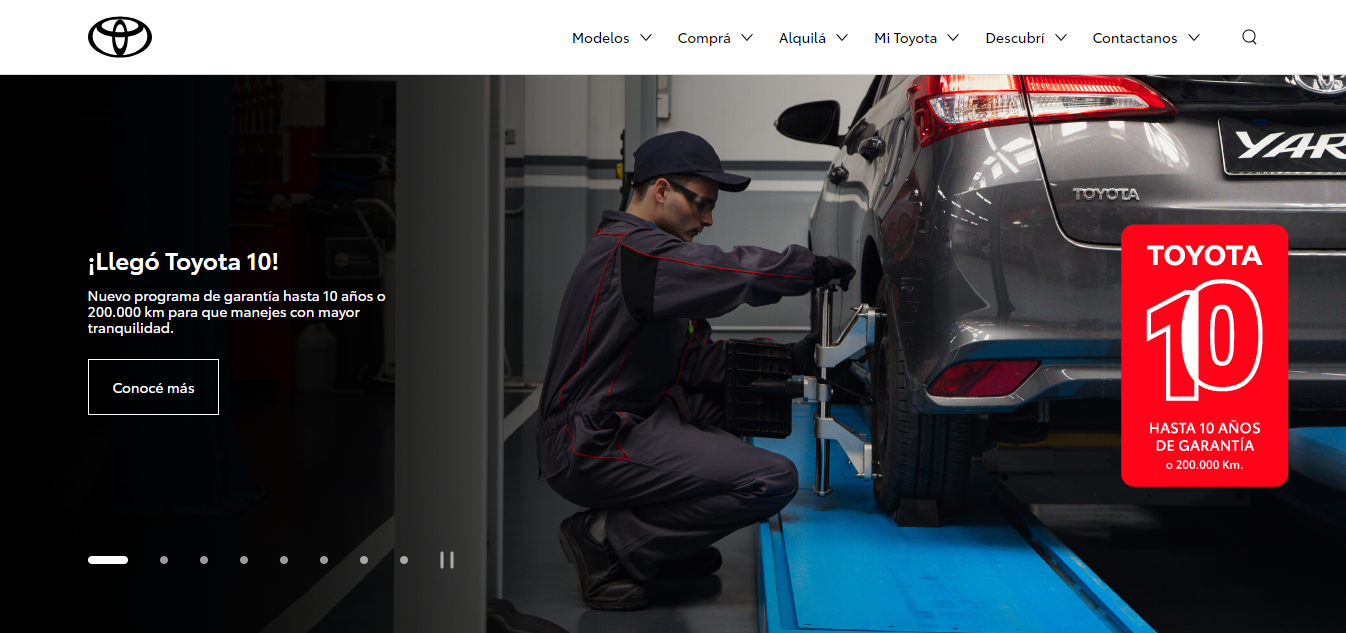 Modelos
Comprá
Alquilá
Mi Toyota
Descubrí
Contactanos
¡Llegó Toyota 10!
Nuevo programa de garantía hasta 10 años o
200.000 km para que manejes con mayor
tranquilidad.
Conocé más
TOYOTA
TOYOTA
10
HASTA 10 AÑOS
DE GARANTÍA
o 200.000 Km.